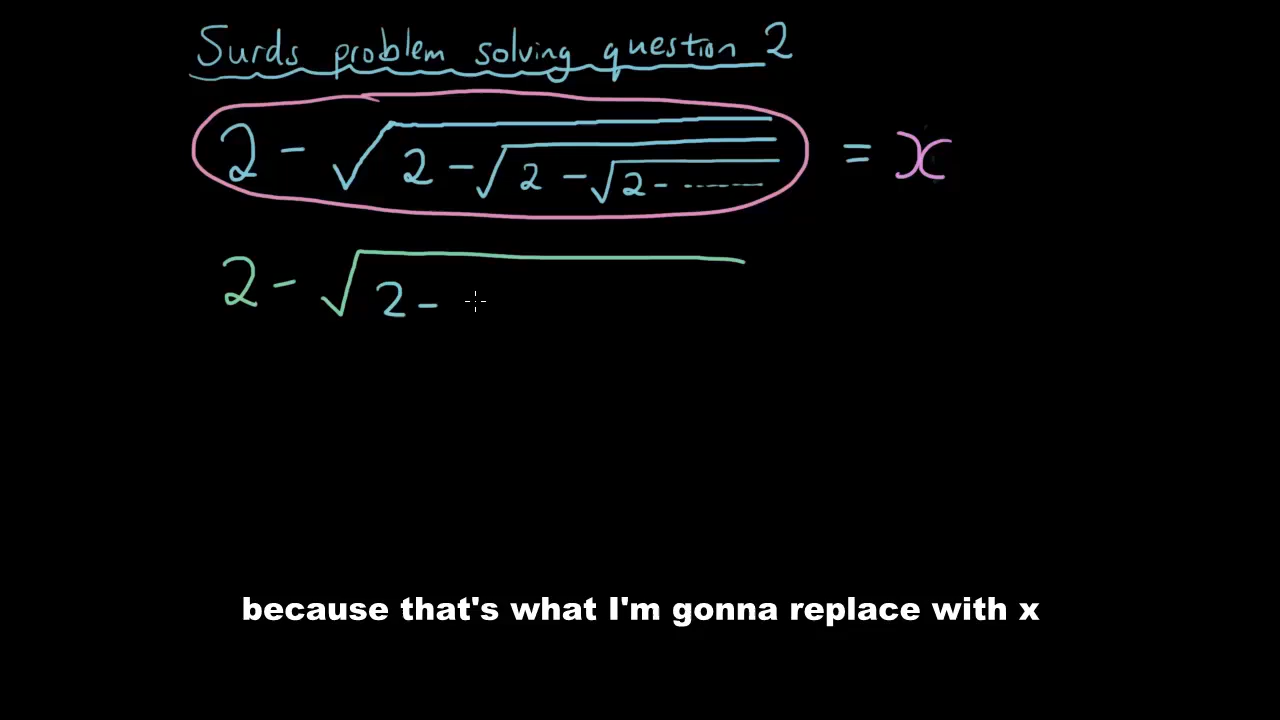 Surds problem solving question 2
2 - √(2 - √(2 - √(2 - ........ = x
2 - √(2 -
because that's what I'm gonna replace with x